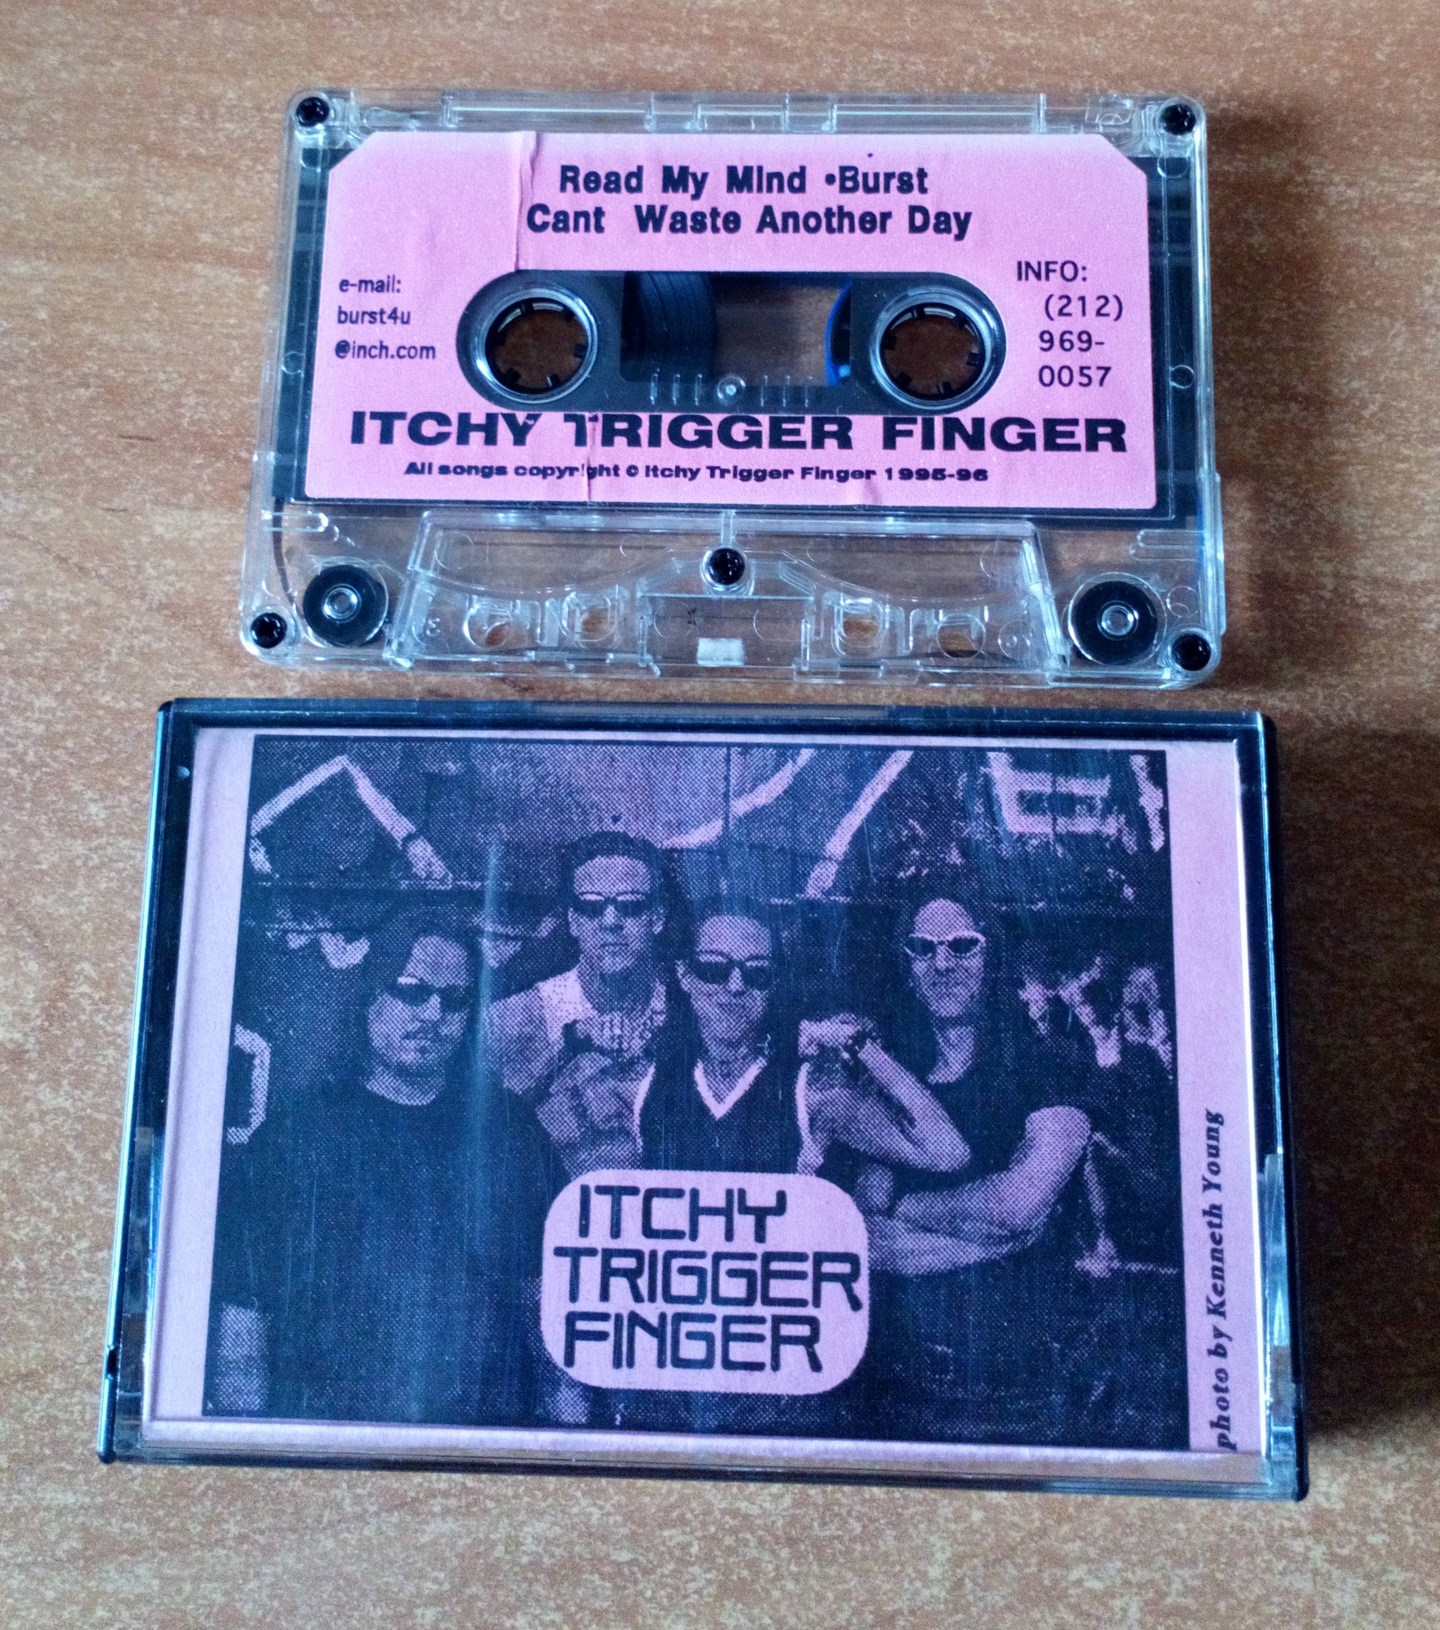 Read My Mind •Burst
Cant Waste Another Day
e-mail:
burst4u
@inch.com
INFO:
(212)
969-
0057
ITCHY TRIGGER FINGER
All songs copyright © Itchy Trigger Finger 1995-96
ITCHY
TRIGGER
FINGER
photo by Kenneth Young